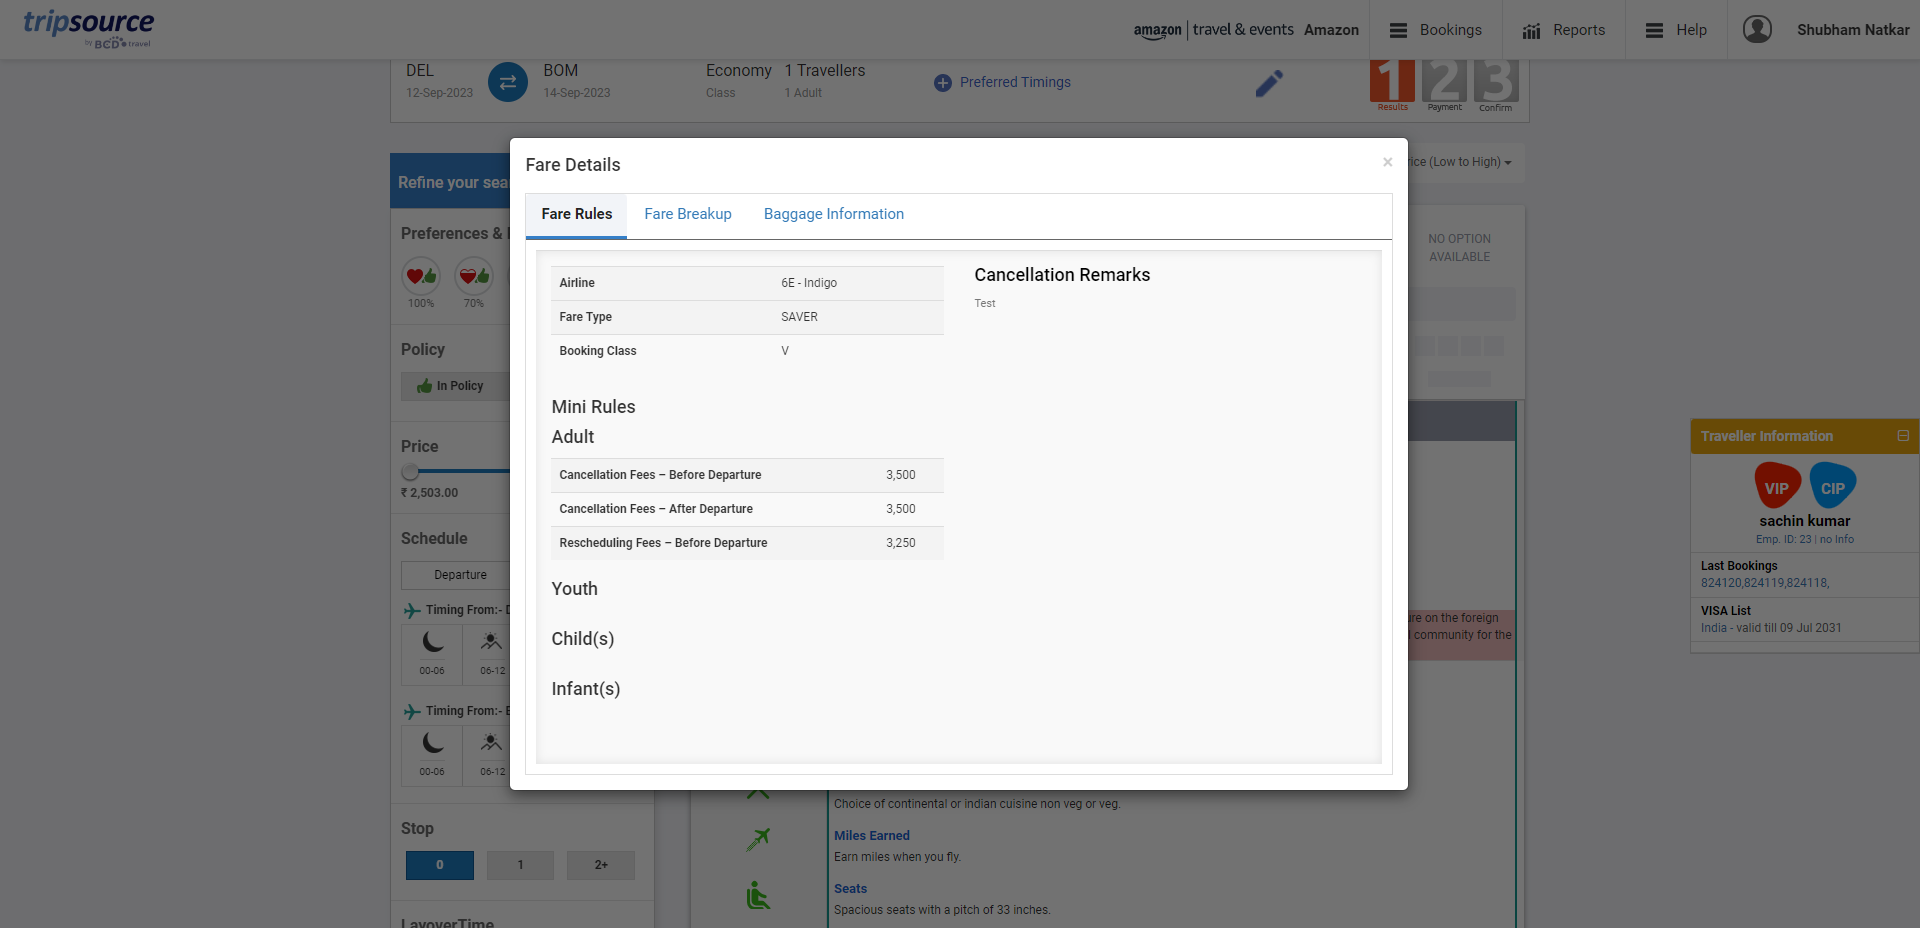 tripsource
by BCD travel
amazon | travel & events Amazon
Bookings
Reports
Help
Shubham Natkar
DEL
12-Sep-2023
BOM
14-Sep-2023
Economy
Class
1 Travellers
1 Adult
Preferred Timings
1 Results
2 Payment
3 Confirm
Refine your sea
Preferences &
100%
70%
Policy
In Policy
Price
₹ 2,503.00
Schedule
Departure
Timing From:-
00-06
06-12
Timing From:-
00-06
06-12
Stop
0
1
2+
LayoverTime
Fare Details
×
Fare Rules
Fare Breakup
Baggage Information
Airline 6E - Indigo
Fare Type SAVER
Booking Class V
Mini Rules
Adult
Cancellation Fees – Before Departure 3,500
Cancellation Fees – After Departure 3,500
Rescheduling Fees – Before Departure 3,250
Youth
Child(s)
Infant(s)
Cancellation Remarks
Test
rice (Low to High)
NO OPTION
AVAILABLE
ure on the foreign
community for the
Choice of continental or indian cuisine non veg or veg.
Miles Earned
Earn miles when you fly.
Seats
Spacious seats with a pitch of 33 inches.
Traveller Information
VIP
CIP
sachin kumar
Emp. ID: 23 | no Info
Last Bookings
824120,824119,824118,
VISA List
India - valid till 09 Jul 2031